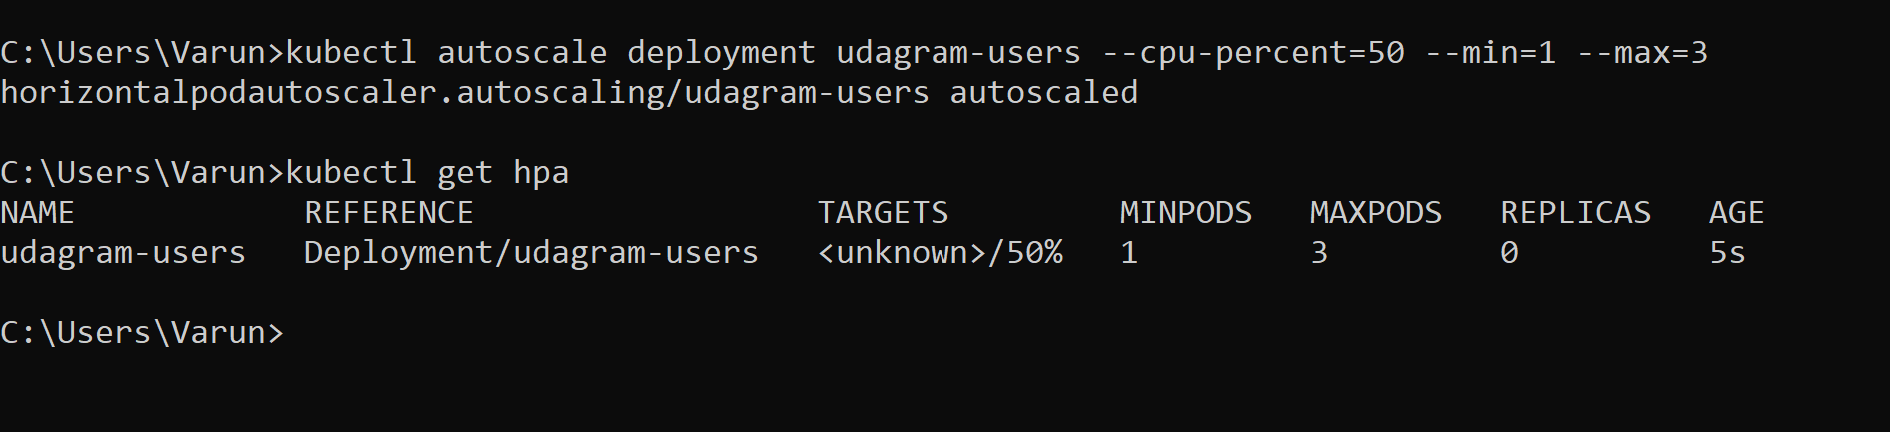 C:\Users\Varun>kubectl autoscale deployment udagram-users --cpu-percent=50 --min=1 --max=3
horizontalpodautoscaler.autoscaling/udagram-users autoscaled
C:\Users\Varun>kubectl get hpa
NAME REFERENCE TARGETS MINPODS MAXPODS REPLICAS AGE
udagram-users Deployment/udagram-users <unknown>/50% 1 3 0 5s
C:\Users\Varun>